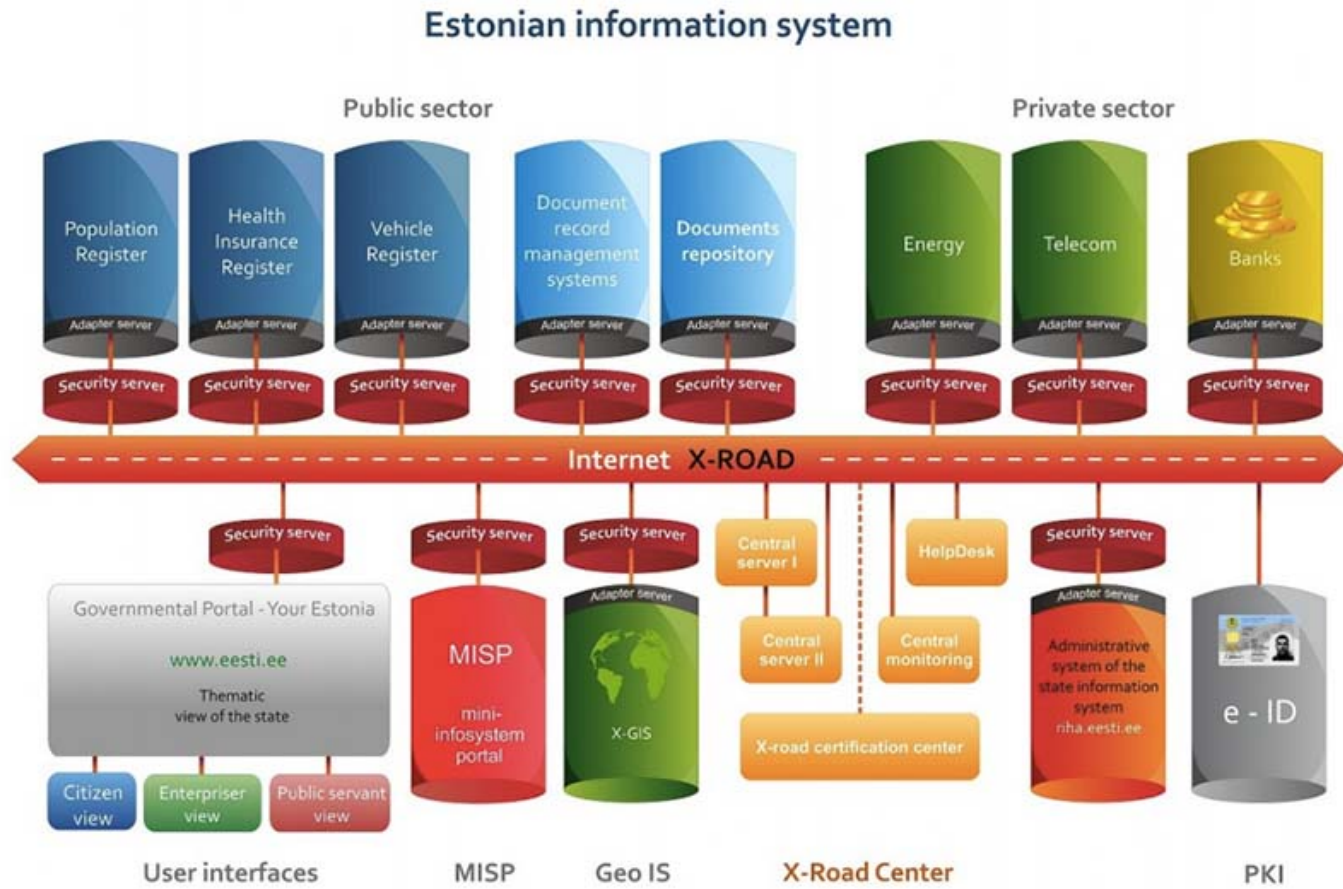 Estonian information system
Public sector
Private sector
Population
Register
Health
Insurance
Register
Vehicle
Register
Document
record
management
systems
Documents
repository
Energy
Telecom
Banks
Adapter server
Adapter server
Adapter server
Adapter server
Adapter server
Adapter server
Adapter server
Adapter server
Security server
Security server
Security server
Security server
Security server
Security server
Security server
Security server
Internet X-ROAD
Security server
Security server
Security server
Central
server I
HelpDesk
Security server
Governmental Portal - Your Estonia
www.eesti.ee
Thematic
view of the state
MISP
mini-
infosystem
portal
Adapter server
X-GIS
Central
server II
Central
monitoring
X-road certification center
Adapter server
Administrative
system of the
state information
system
riha.eesti.ee
e - ID
Citizen
view
Enterpriser
view
Public servant
view
User interfaces
MISP
Geo IS
X-Road Center
PKI